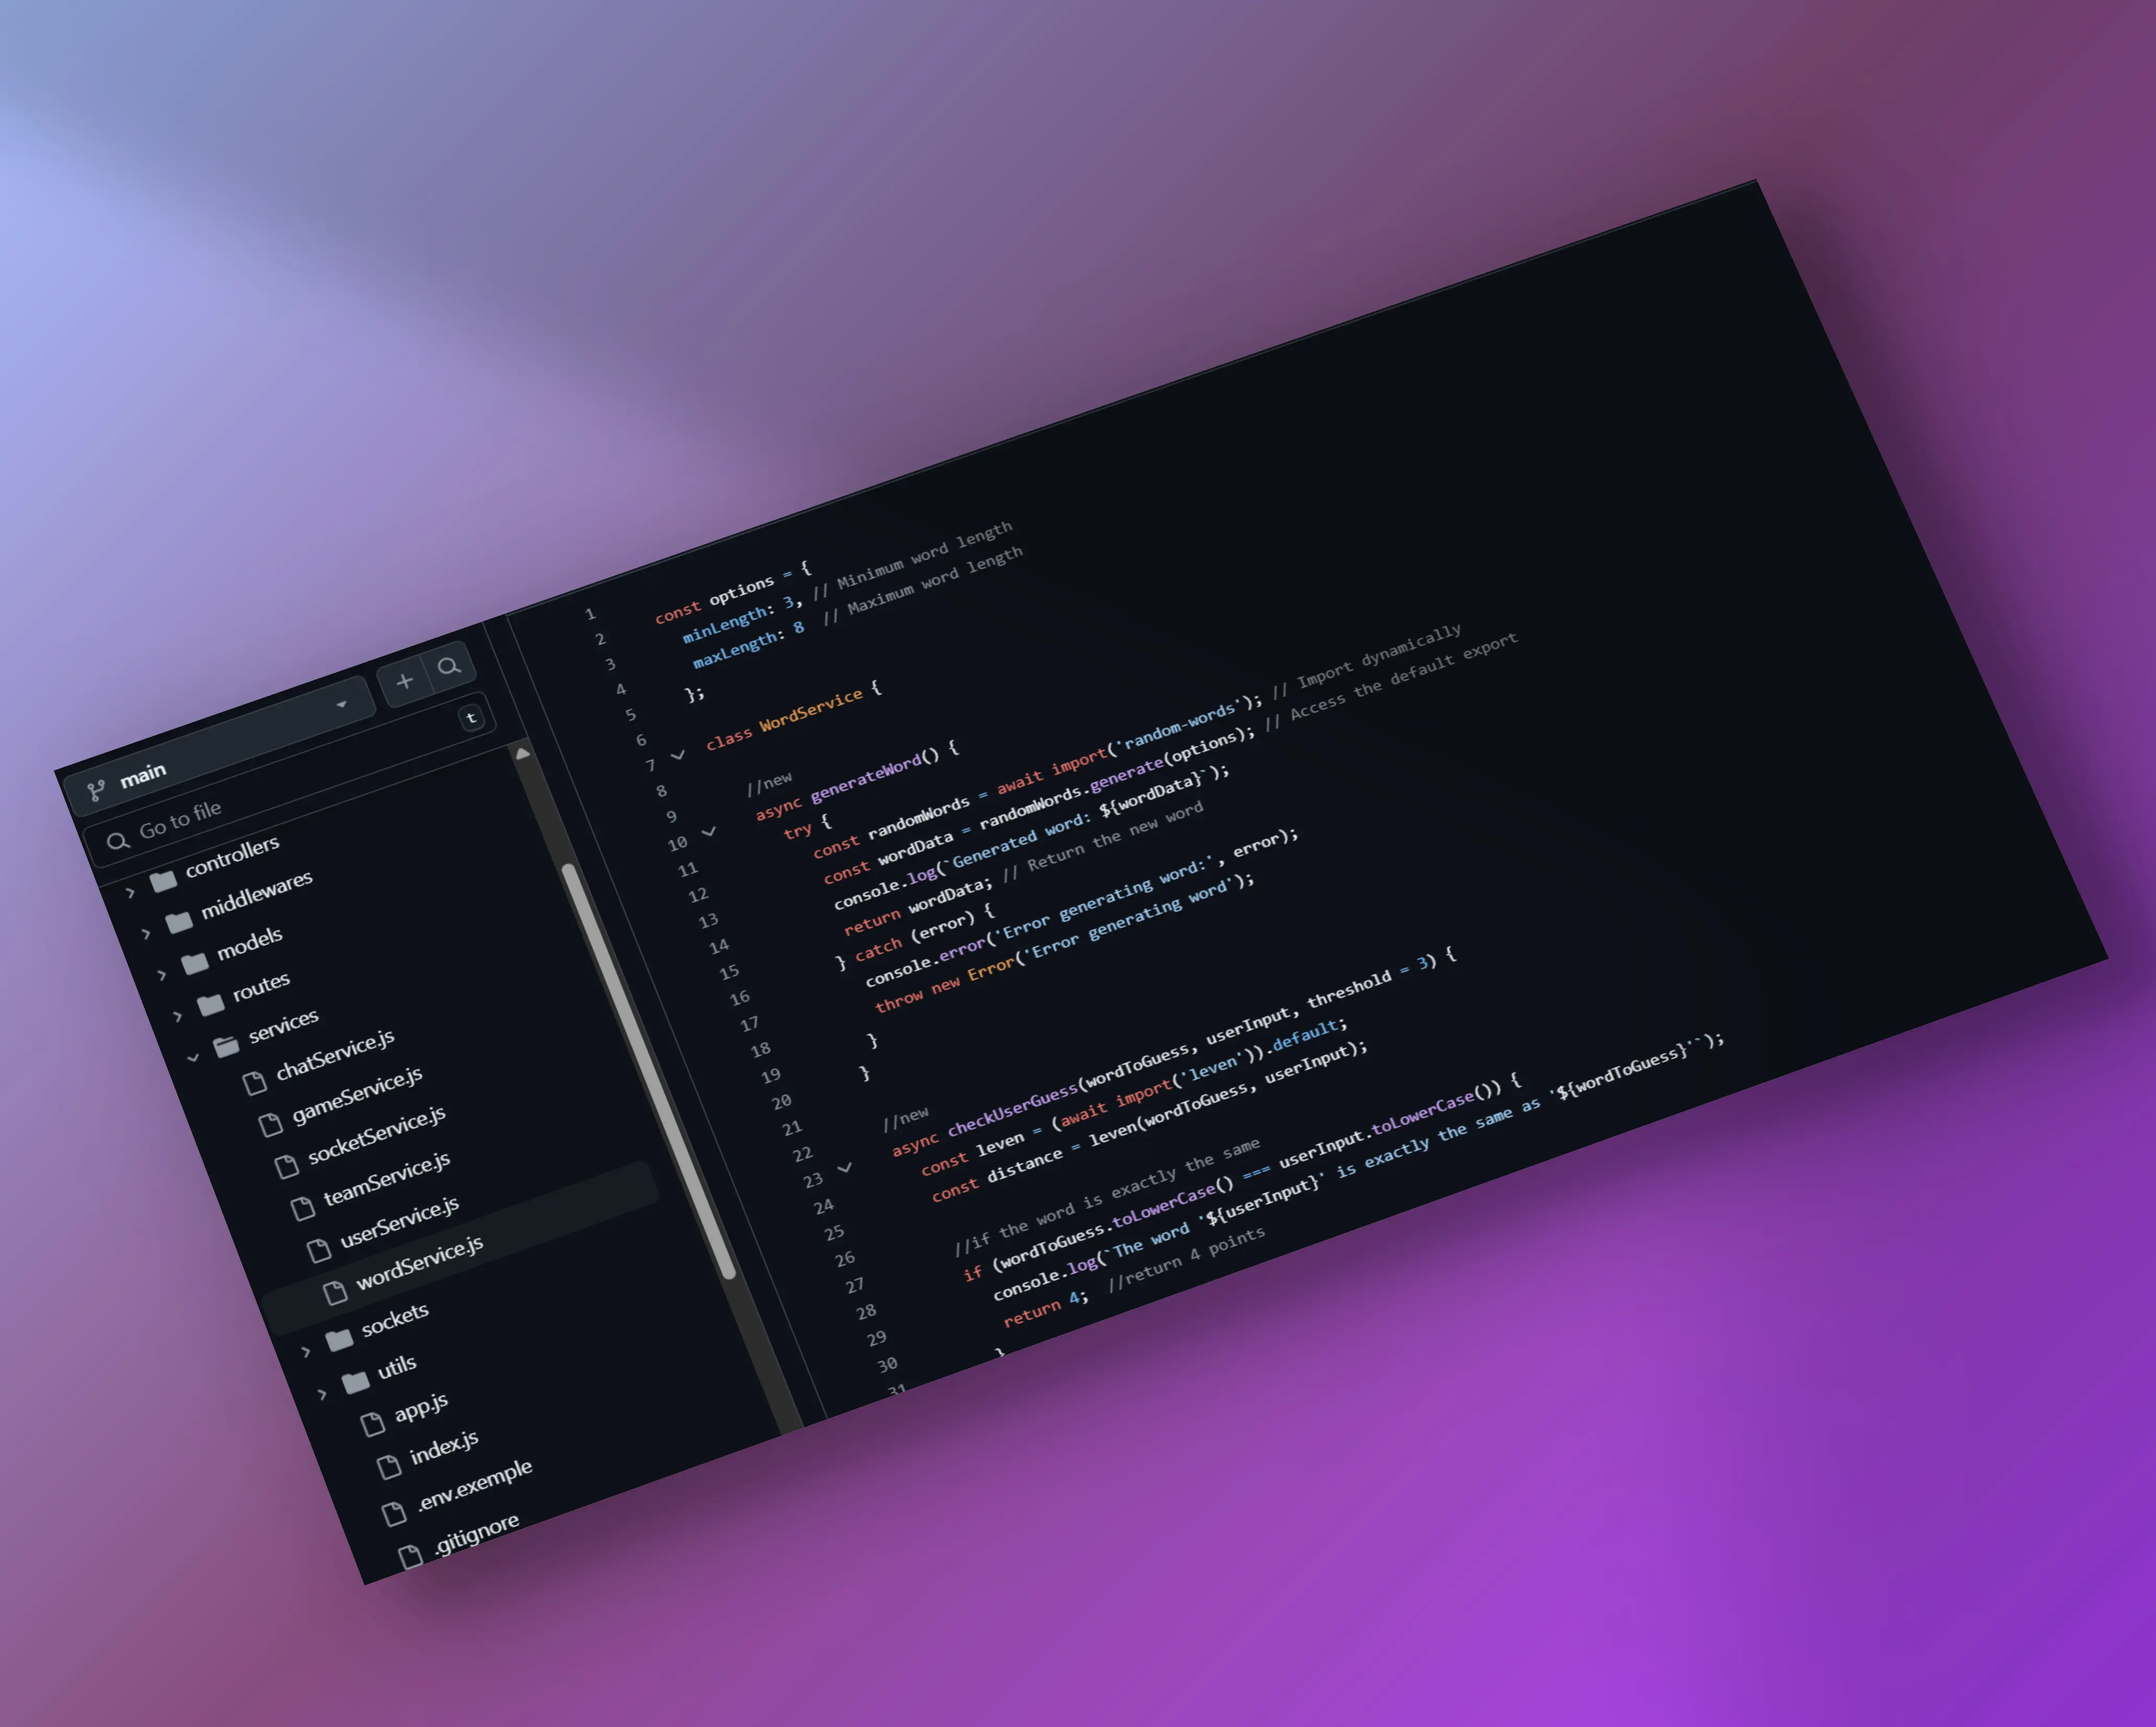 main
Go to file
t
controllers
middlewares
models
routes
services
chatService.js
gameService.js
socketService.js
teamService.js
userService.js
wordService.js
sockets
utils
app.js
index.js
.env.exemple
.gitignore
1
2
3
4
5
6
7
8
9
10
11
12
13
14
15
16
17
18
19
20
21
22
23
24
25
26
27
28
29
30
31
const options = {
minLength: 3, // Minimum word length
maxLength: 8 // Maximum word length
};
class WordService {
//new
async generateWord() {
try {
const randomWords = await import('random-words'); // Import dynamically
const wordData = randomWords.generate(options); // Access the default export
console.log(`Generated word: ${wordData}`);
return wordData; // Return the new word
} catch (error) {
console.error('Error generating word:', error);
throw new Error('Error generating word');
}
}
//new
async checkUserGuess(wordToGuess, userInput, threshold = 3) {
const leven = (await import('leven')).default;
const distance = leven(wordToGuess, userInput);
//if the word is exactly the same
if (wordToGuess.toLowerCase() === userInput.toLowerCase()) {
console.log(`The word '${userInput}' is exactly the same as '${wordToGuess}'`);
return 4; //return 4 points
}